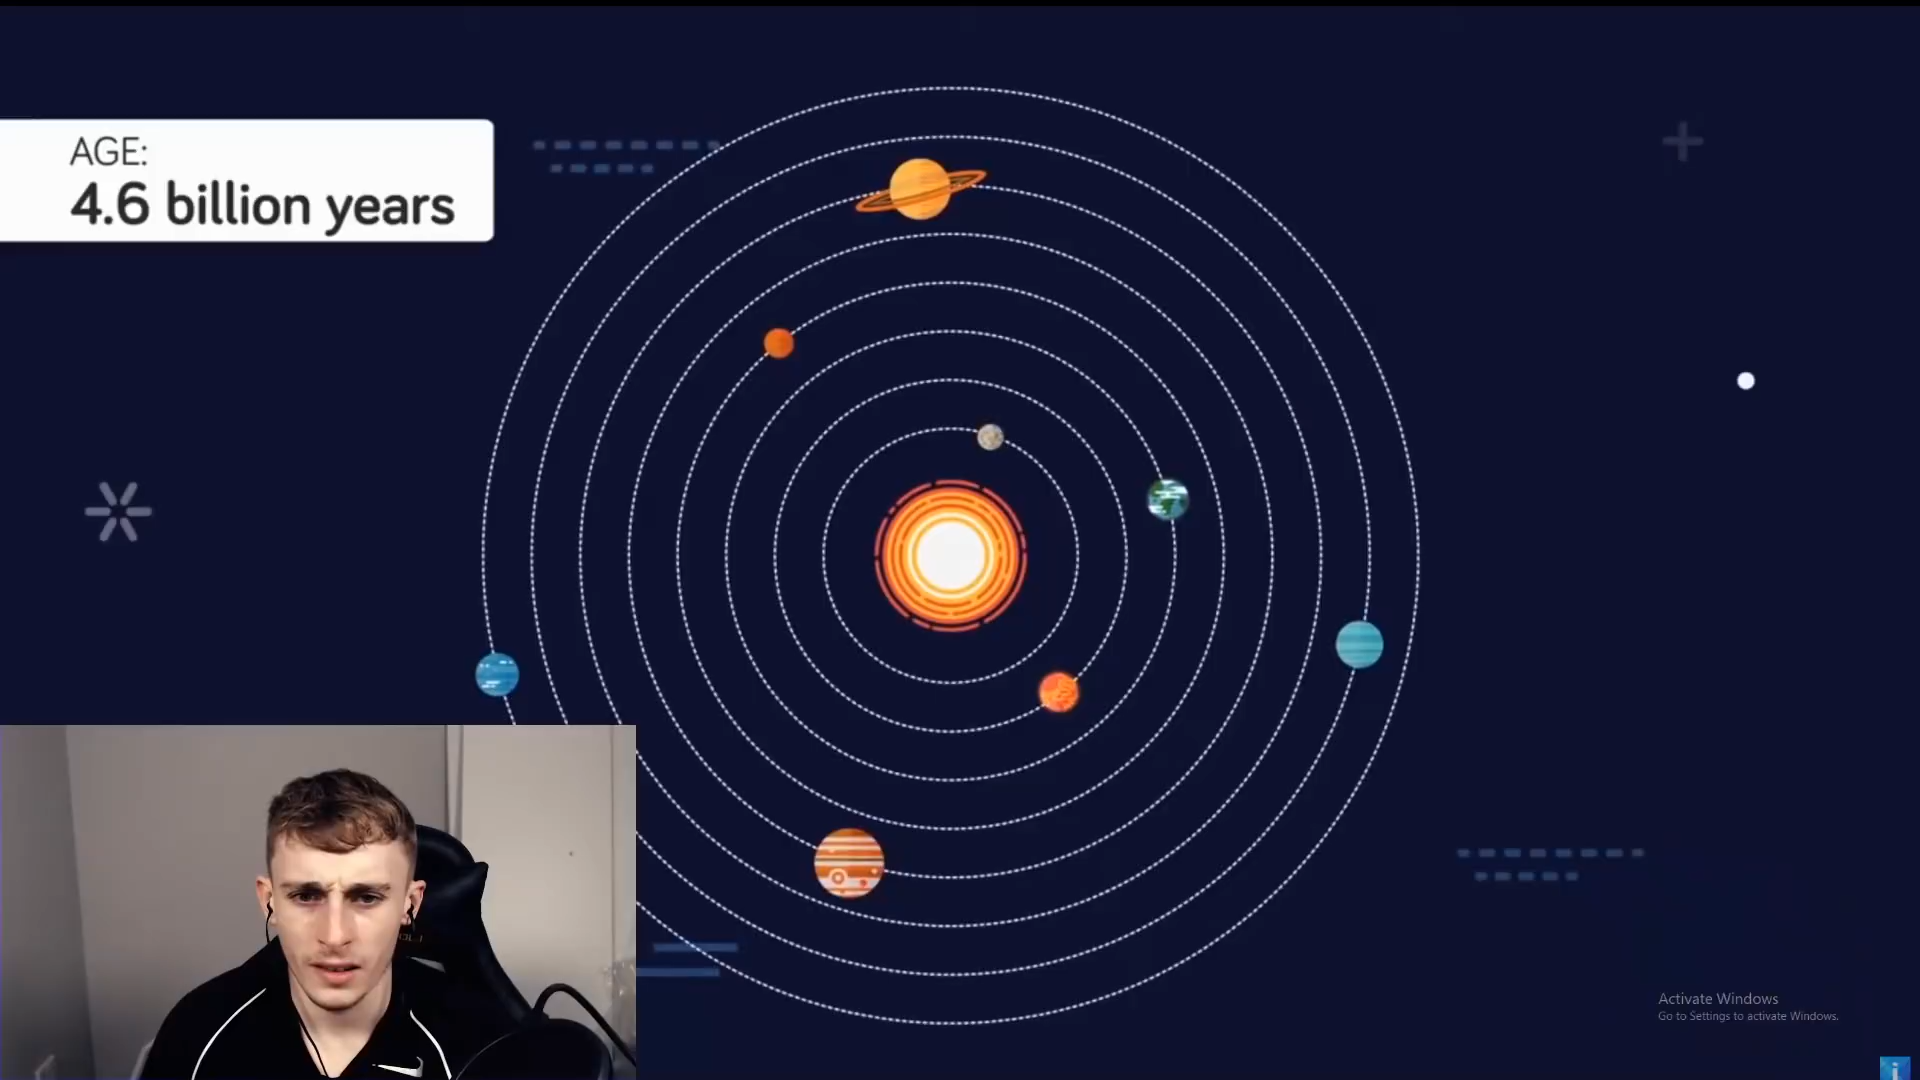 AGE:
4.6 billion years
Activate Windows
Go to Settings to activate Windows.